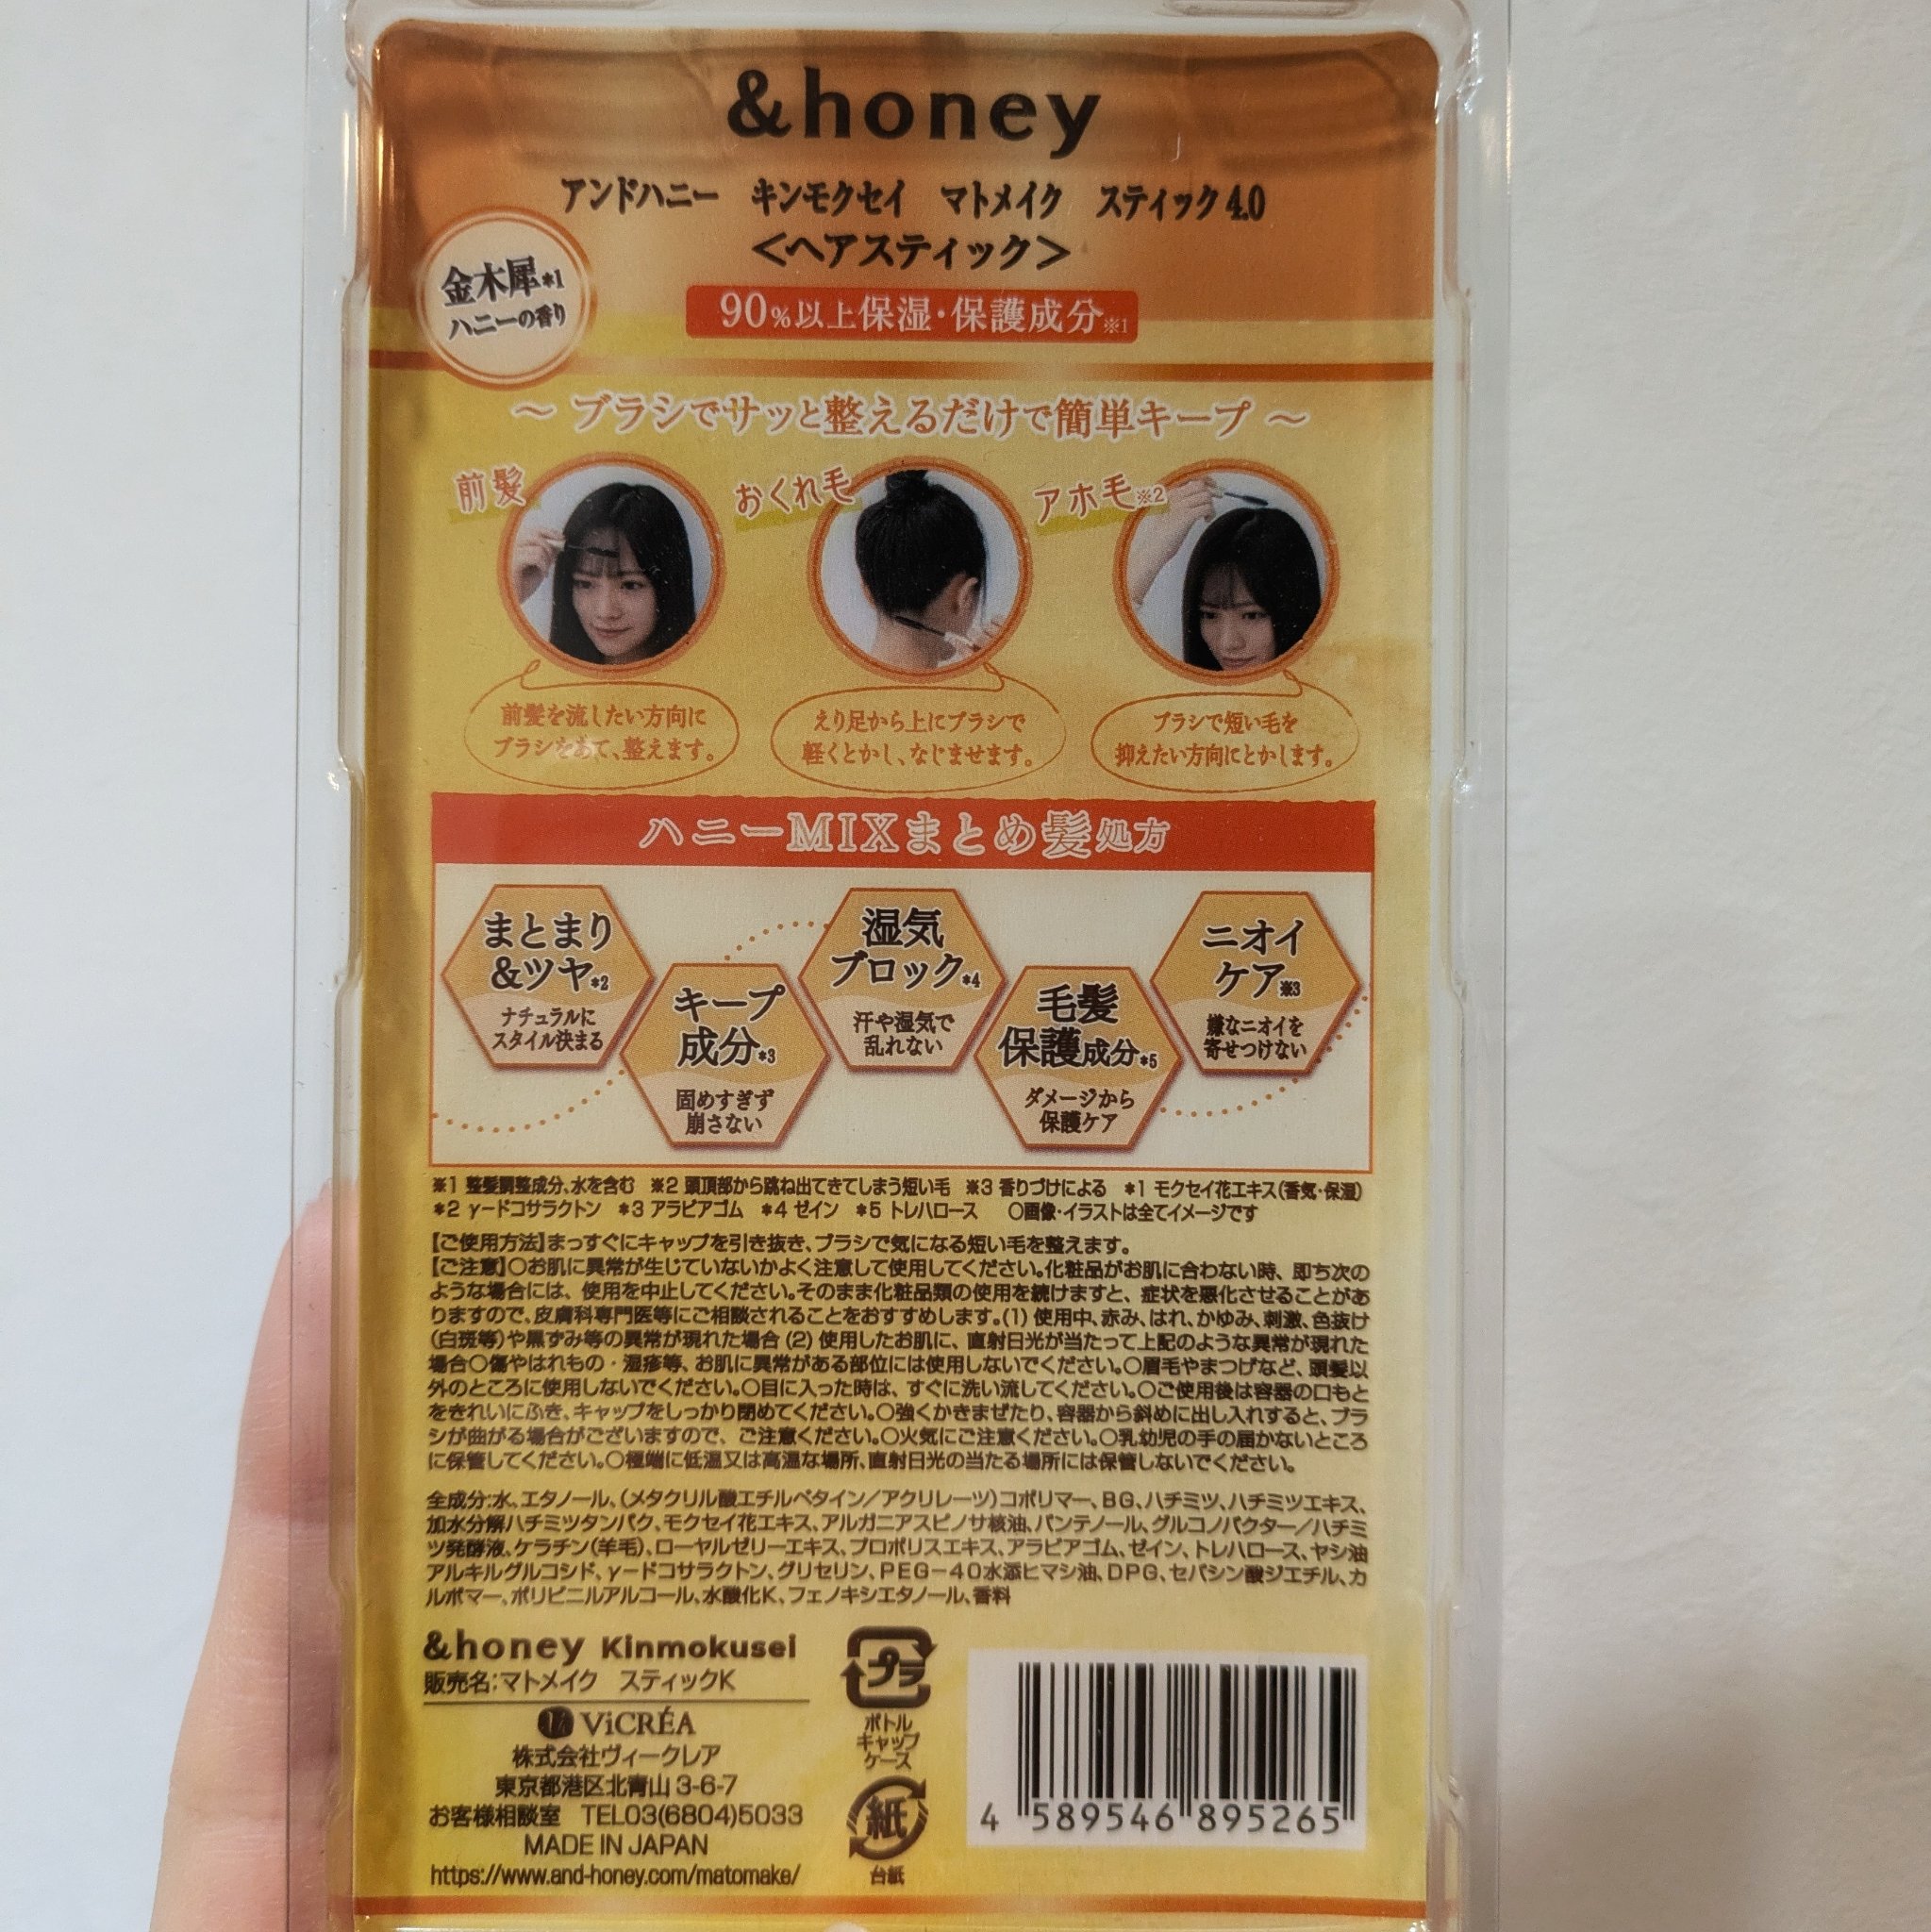 &honey
アンドハニー キンモクセイ マトメイク スティック4.0
＜ヘアスティック＞
金木犀*1
ハニーの香り
90%以上保湿・保護成分※1
～ ブラシでサッと整えるだけで簡単キープ ～
前髪
おくれ毛
アホ毛※2
前髪を流したい方向に
ブラシをあて、整えます。
えり足から上にブラシで
軽くとかし、なじませます。
ブラシで短い毛を
抑えたい方向にとかします。
ハニーMIXまとめ髪処方
まとまり
&ツヤ*2
ナチュラルに
スタイル決まる
キープ
成分*3
固めすぎず
崩さない
湿気
ブロック*4
汗や湿気で
乱れない
毛髪
保護成分*5
ダメージから
保護ケア
ニオイ
ケア※3
嫌なニオイを
寄せつけない
※1 整髪調整成分、水を含む ※2 頭頂部から跳ね出てきてしまう短い毛 ※3 香りづけによる *1 モクセイ花エキス(香気・保湿)
*2 γードコサラクトン *3 アラビアゴム *4 ゼイン *5 トレハロース ○画像・イラストは全てイメージです
【ご使用方法】まっすぐにキャップを引き抜き、ブラシで気になる短い毛を整えます。
【ご注意】○お肌に異常が生じていないかよく注意して使用してください。化粧品がお肌に合わない時、即ち次の
ような場合には、使用を中止してください。そのまま化粧品類の使用を続けますと、症状を悪化させることがあ
りますので、皮膚科専門医等にご相談されることをおすすめします。(1) 使用中、赤み、はれ、かゆみ、刺激、色抜け
(白斑等)や黒ずみ等の異常が現れた場合 (2) 使用したお肌に、直射日光が当たって上記のような異常が現れた
場合○傷やはれもの・湿疹等、お肌に異常がある部位には使用しないでください。○眉毛やまつげなど、頭髪以
外のところに使用しないでください。○目に入った時は、すぐに洗い流してください。○ご使用後は容器の口もと
をきれいにふき、キャップをしっかり閉めてください。○強くかきまぜたり、容器から斜めに出し入れすると、ブラ
シが曲がる場合がございますので、ご注意ください。○火気にご注意ください。○乳幼児の手の届かないところ
に保管してください。○極端に低温又は高温な場所、直射日光の当たる場所には保管しないでください。
全成分:水、エタノール、(メタクリル酸エチルベタイン／アクリレーツ)コポリマー、BG、ハチミツ、ハチミツエキス、
加水分解ハチミツタンパク、モクセイ花エキス、アルガニアスピノサ核油、パンテノール、グルコノバクター／ハチミ
ツ発酵液、ケラチン(羊毛)、ローヤルゼリーエキス、プロポリスエキス、アラビアゴム、ゼイン、トレハロース、ヤシ油
アルキルグルコシド、γードコサラクトン、グリセリン、PEG－40水添ヒマシ油、DPG、セバシン酸ジエチル、カ
ルボマー、ポリビニルアルコール、水酸化K、フェノキシエタノール、香料
&honey Kinmokusei
販売名:マトメイク スティックK
ViCRÉA
株式会社ヴィークレア
東京都港区北青山 3-6-7
お客様相談室 TEL03(6804)5033
MADE IN JAPAN
https://www.and-honey.com/matomake/
プラ
ボトル
キャップ
ケース
紙
台紙
4 589546 895265